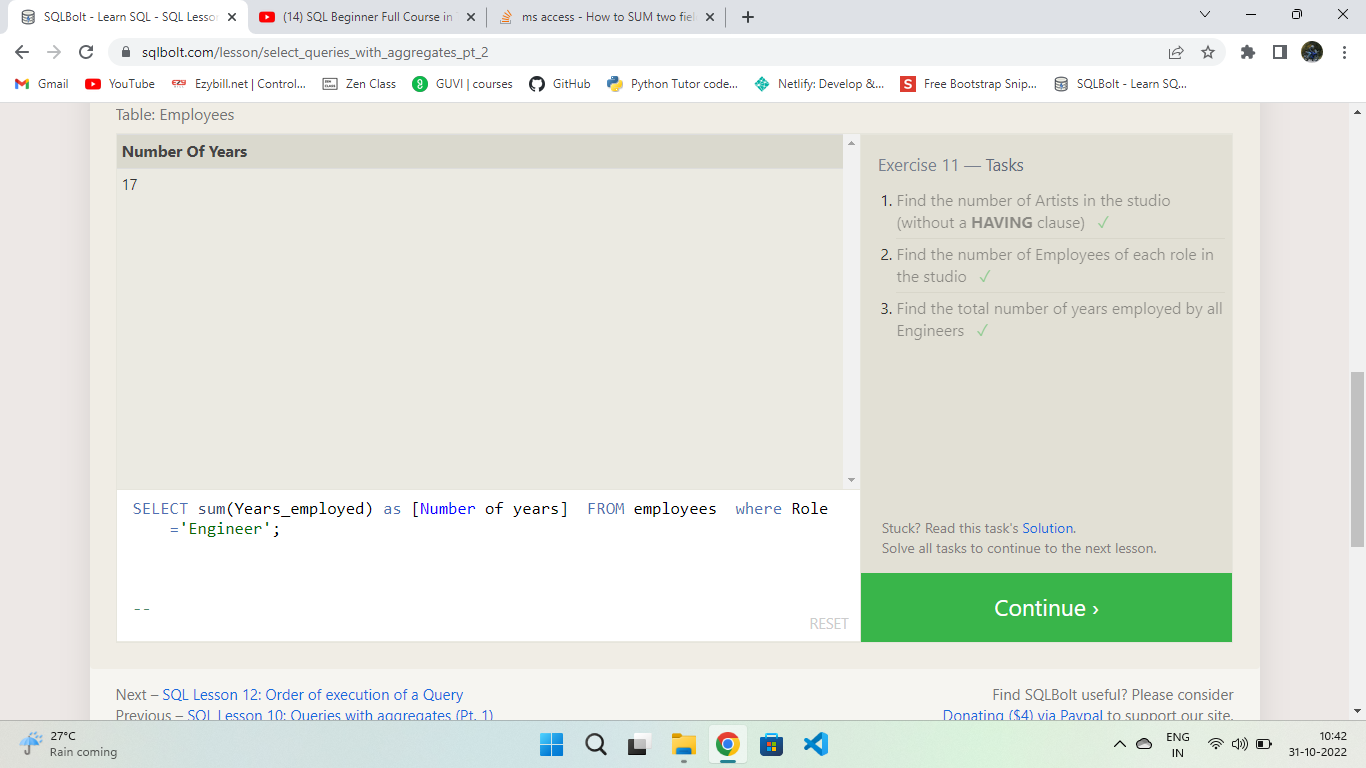 SQLBolt - Learn SQL - SQL Lesson
(14) SQL Beginner Full Course in
ms access - How to SUM two fiel
sqlbolt.com/lesson/select_queries_with_aggregates_pt_2
Gmail
YouTube
Ezybill.net | Control...
Zen Class
GUVI | courses
GitHub
Python Tutor code...
Netlify: Develop &...
Free Bootstrap Snip...
SQLBolt - Learn SQ...
Table: Employees
Number Of Years
17
Exercise 11 — Tasks
1. Find the number of Artists in the studio
(without a HAVING clause) ✓
2. Find the number of Employees of each role in
the studio ✓
3. Find the total number of years employed by all
Engineers ✓
SELECT sum(Years_employed) as [Number of years]  FROM employees  where Role
='Engineer';
--
RESET
Stuck? Read this task's Solution.
Solve all tasks to continue to the next lesson.
Continue ›
Next – SQL Lesson 12: Order of execution of a Query
Previous – SQL Lesson 10: Queries with aggregates (Pt. 1)
Find SQLBolt useful? Please consider
Donating ($4) via Paypal to support our site.
27°C
Rain coming
ENG
IN
10:42
31-10-2022